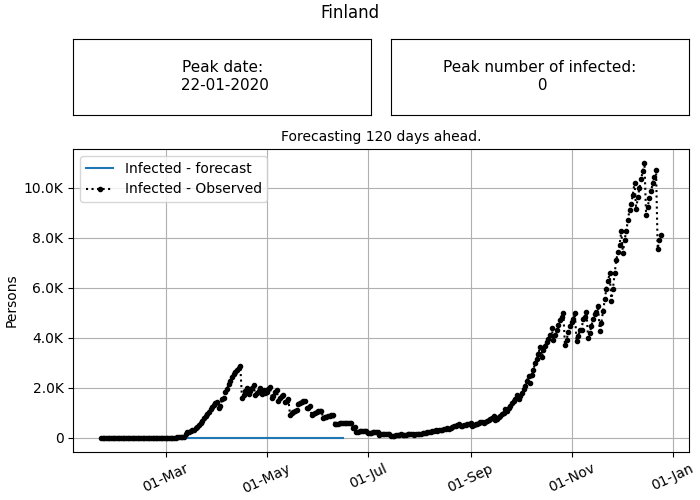 Finland
Peak date:
22-01-2020
Peak number of infected:
0
Forecasting 120 days ahead.
Infected - forecast
Infected - Observed
10.0K
8.0K
6.0K
4.0K
2.0K
0
Persons
01-Mar
01-May
01-Jul
01-Sep
01-Nov
01-Jan